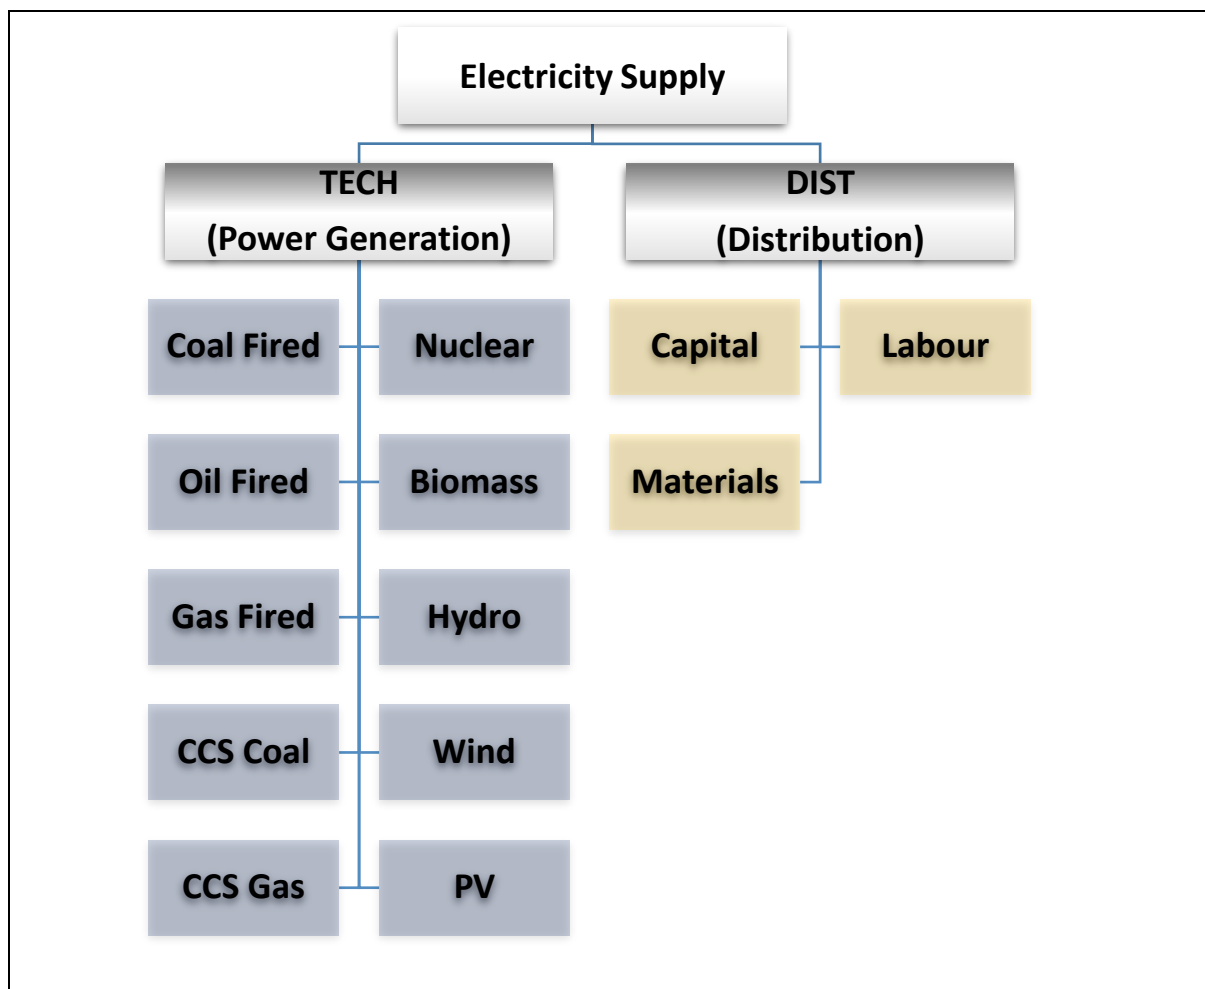 Electricity Supply
TECH
(Power Generation)
DIST
(Distribution)
Coal Fired
Nuclear
Capital
Labour
Oil Fired
Biomass
Materials
Gas Fired
Hydro
CCS Coal
Wind
CCS Gas
PV